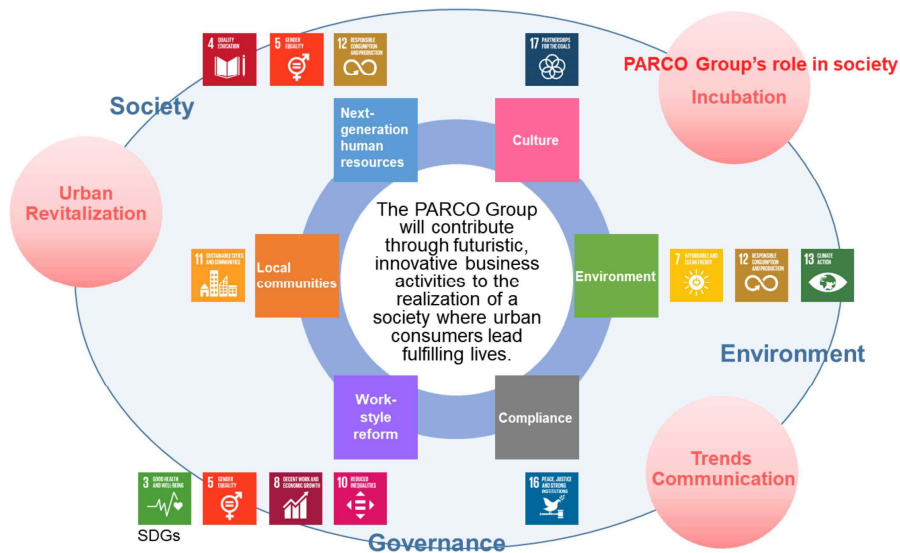 4 QUALITY
EDUCATION
5 GENDER
EQUALITY
12 RESPONSIBLE
CONSUMPTION
AND PRODUCTION
17 PARTNERSHIPS
FOR THE GOALS
PARCO Group's role in society
Incubation
Society
Next-
generation
human
resources
Culture
Urban
Revitalization
The PARCO Group
will contribute
through futuristic,
innovative business
activities to the
realization of a
society where urban
consumers lead
fulfilling lives.
11 SUSTAINABLE CITIES
AND COMMUNITIES
Local
communities
Environment
7 AFFORDABLE AND
CLEAN ENERGY
12 RESPONSIBLE
CONSUMPTION
AND PRODUCTION
13 CLIMATE
ACTION
Environment
Work-
style
reform
Compliance
Trends
Communication
3 GOOD HEALTH
AND WELL-BEING
5 GENDER
EQUALITY
8 DECENT WORK AND
ECONOMIC GROWTH
10 REDUCED
INEQUALITIES
16 PEACE, JUSTICE
AND STRONG
INSTITUTIONS
SDGs
Governance